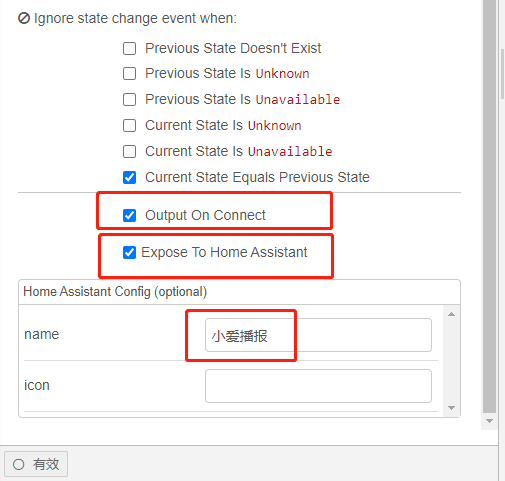 Ignore state change event when:
Previous State Doesn't Exist
Previous State Is Unknown
Previous State Is Unavailable
Current State Is Unknown
Current State Is Unavailable
Current State Equals Previous State
Output On Connect
Expose To Home Assistant
Home Assistant Config (optional)
name
小爱播报
icon
有效